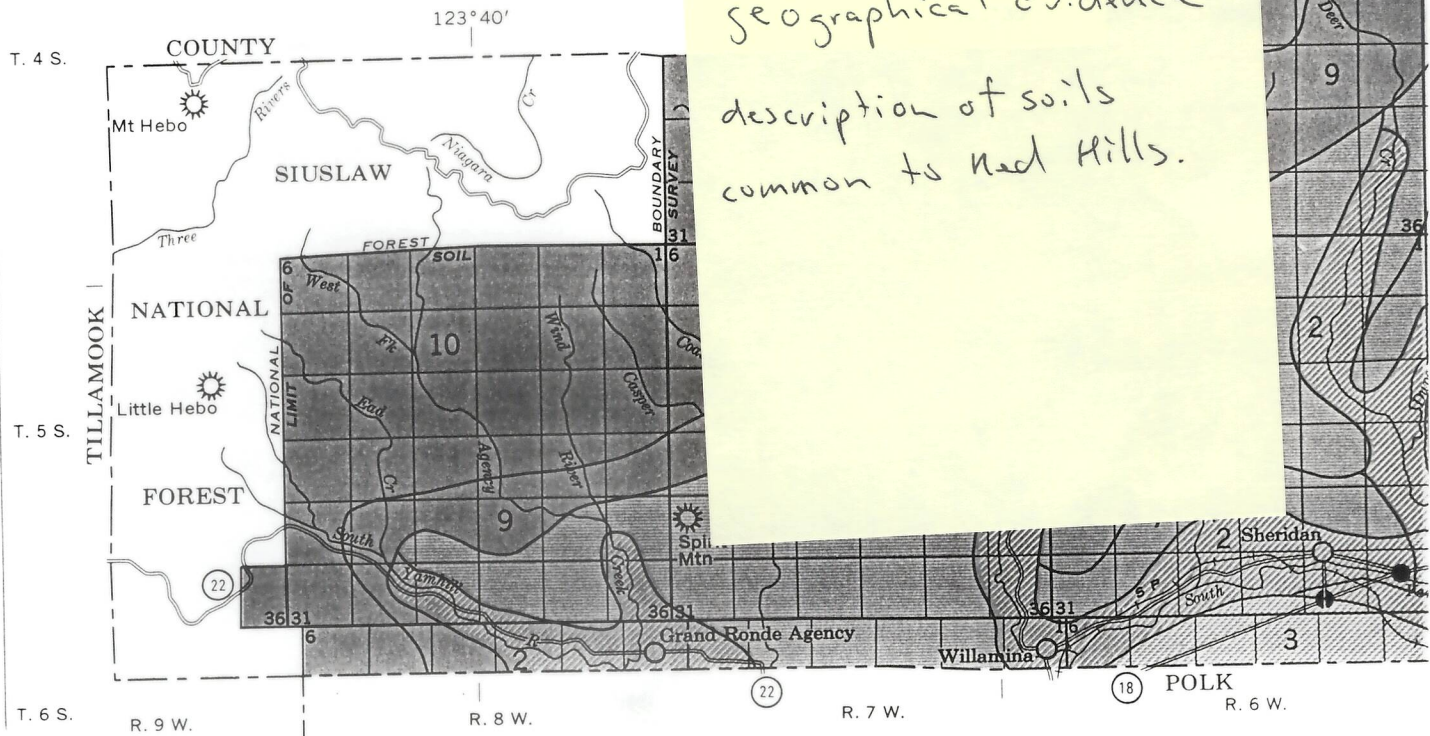 123°40'
T. 4 S.
COUNTY
Mt Hebo
Rivers
Cr
Niagara
SIUSLAW
Three
BOUNDARY
SURVEY
FOREST
SOIL
31
1 6
geographical evidence
description of soils
common to Red Hills.
Deer
9
36
1
2
6
OF
West
NATIONAL
TILLAMOOK
Fk
10
Wind
Casper
NATIONAL
LIMIT
Little Hebo
Ead
T. 5 S.
Agency
River
Cr
FOREST
9
South
Mtn
2
Sheridan
Yamhill
Creek
22
S P
South
36 31
36 31
36 31
6
1 6
Grand Ronde Agency
R
2
Willamina
3
22
18
POLK
T. 6 S.
R. 9 W.
R. 8 W.
R. 7 W.
R. 6 W.